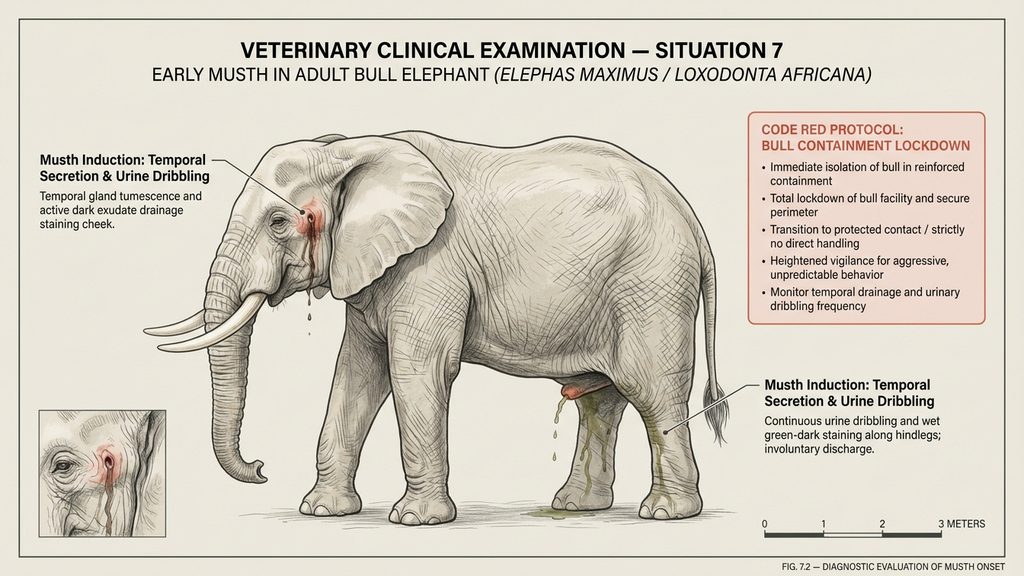 VETERINARY CLINICAL EXAMINATION — SITUATION 7
EARLY MUSTH IN ADULT BULL ELEPHANT (ELEPHAS MAXIMUS / LOXODONTA AFRICANA)
Musth Induction: Temporal
Secretion & Urine Dribbling
Temporal gland tumescence and
active dark exudate drainage
staining cheek.
CODE RED PROTOCOL:
BULL CONTAINMENT LOCKDOWN
• Immediate isolation of bull in reinforced
containment
• Total lockdown of bull facility and secure
perimeter
• Transition to protected contact / strictly
no direct handling
• Heightened vigilance for aggressive,
unpredictable behavior
• Monitor temporal drainage and urinary
dribbling frequency
Musth Induction: Temporal
Secretion & Urine Dribbling
Continuous urine dribbling and wet
green-dark staining along hindlegs;
involuntary discharge.
0 1 2 3 METERS
FIG. 7.2 — DIAGNOSTIC EVALUATION OF MUSTH ONSET